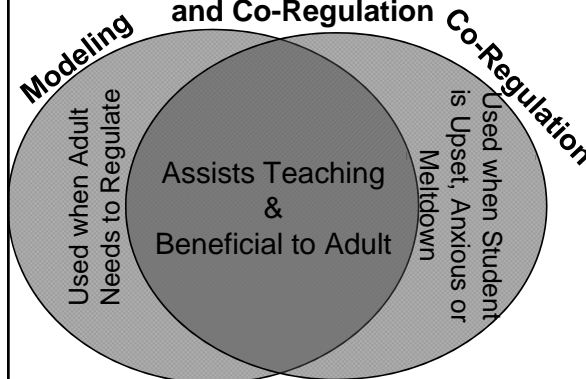 and Co-Regulation
Modeling
Co-Regulation
Used when Adult
Needs to Regulate
Assists Teaching
&
Beneficial to Adult
Used when Student
is Upset, Anxious or
Meltdown